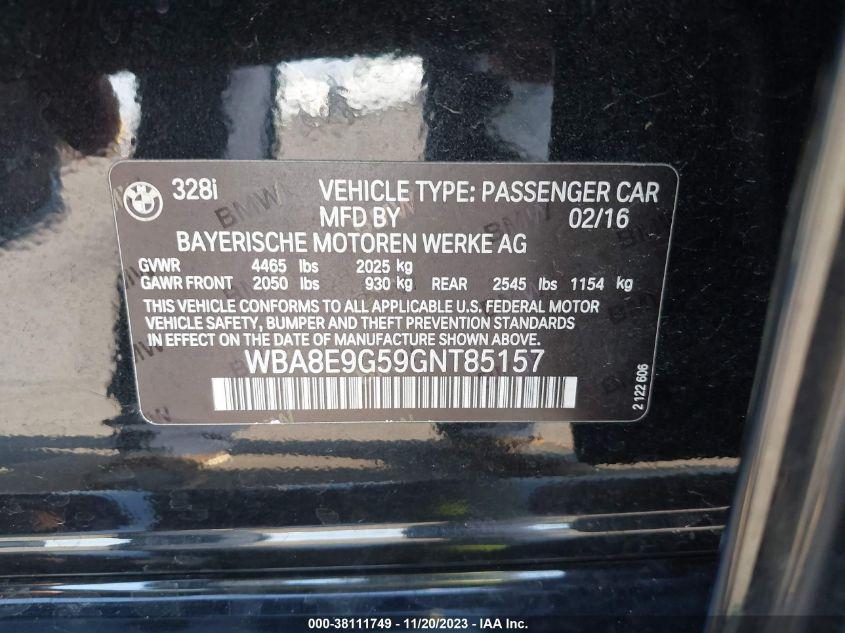 BMW
328i VEHICLE TYPE: PASSENGER CAR
MFD BY 02/16
BAYERISCHE MOTOREN WERKE AG
GVWR 4465 lbs 2025 kg
GAWR FRONT 2050 lbs 930 kg REAR 2545 lbs 1154 kg
THIS VEHICLE CONFORMS TO ALL APPLICABLE U.S. FEDERAL MOTOR
VEHICLE SAFETY, BUMPER AND THEFT PREVENTION STANDARDS
IN EFFECT ON THE DATE OF MANUFACTURE SHOWN ABOVE.
WBA8E9G59GNT85157
2 122 606
000-38111749 - 11/20/2023 - IAA Inc.